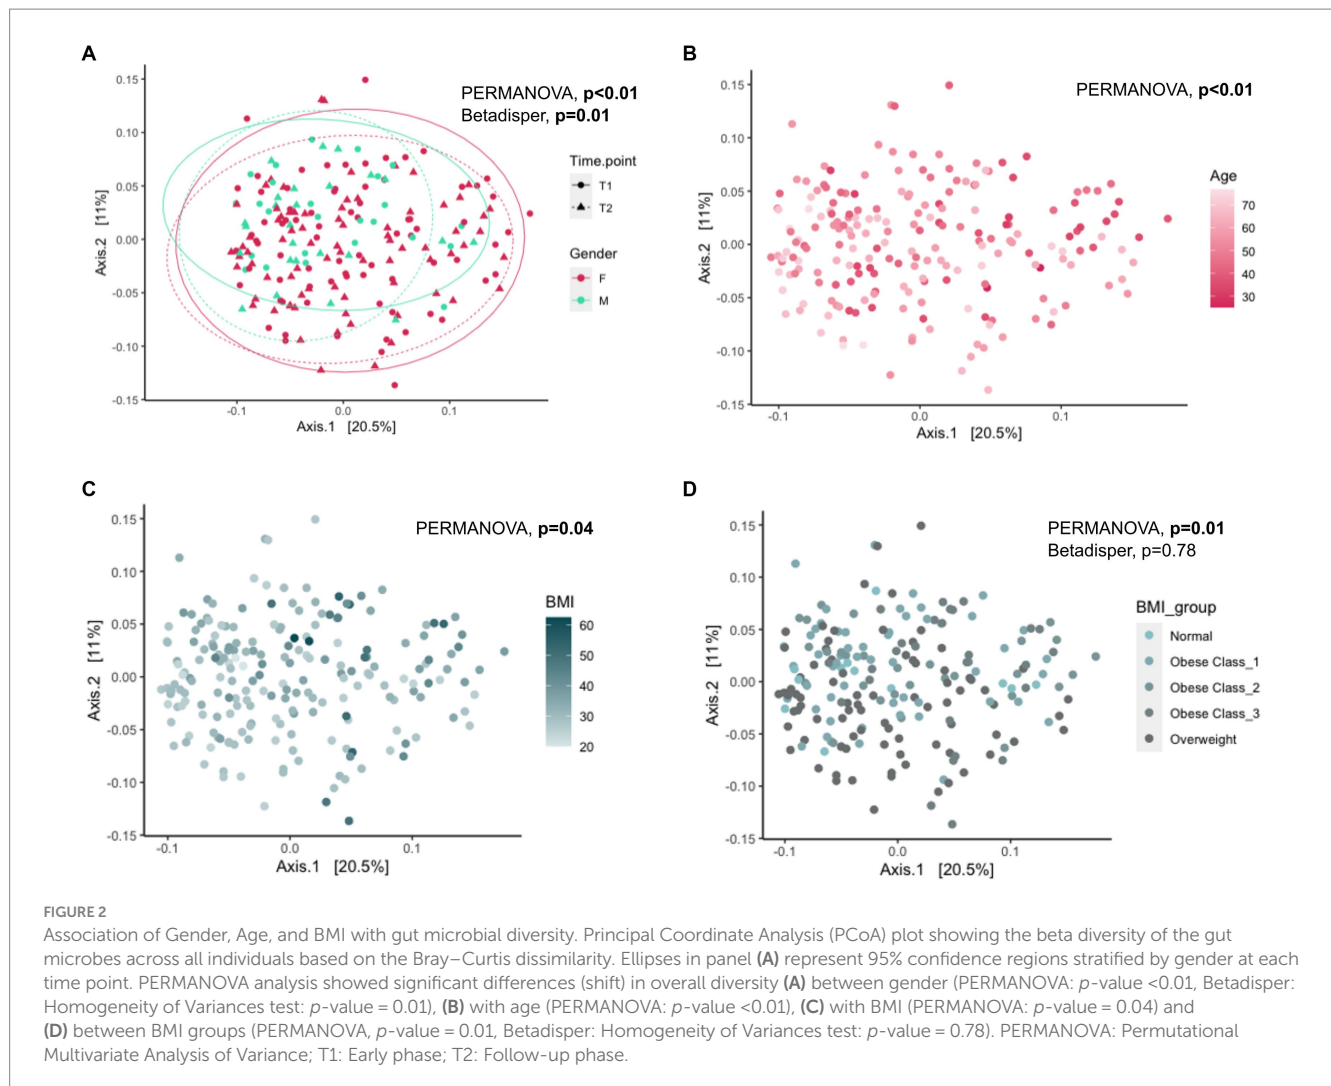 A
PERMANOVA, p<0.01
Betadisper, p=0.01
0.15
0.10
0.05
0.00
-0.05
-0.10
-0.15
Axis.2 [11%]
-0.1
0.0
0.1
Axis.1 [20.5%]
Time.point
T1
T2
Gender
F
M
B
PERMANOVA, p<0.01
0.15
0.10
0.05
0.00
-0.05
-0.10
-0.15
Axis.2 [11%]
-0.1
0.0
0.1
Axis.1 [20.5%]
Age
70
60
50
40
30
C
PERMANOVA, p=0.04
0.15
0.10
0.05
0.00
-0.05
-0.10
-0.15
Axis.2 [11%]
-0.1
0.0
0.1
Axis.1 [20.5%]
BMI
60
50
40
30
20
D
PERMANOVA, p=0.01
Betadisper, p=0.78
0.15
0.10
0.05
0.00
-0.05
-0.10
-0.15
Axis.2 [11%]
-0.1
0.0
0.1
Axis.1 [20.5%]
BMI_group
Normal
Obese Class_1
Obese Class_2
Obese Class_3
Overweight
FIGURE 2
Association of Gender, Age, and BMI with gut microbial diversity. Principal Coordinate Analysis (PCoA) plot showing the beta diversity of the gut
microbes across all individuals based on the Bray–Curtis dissimilarity. Ellipses in panel (A) represent 95% confidence regions stratified by gender at each
time point. PERMANOVA analysis showed significant differences (shift) in overall diversity (A) between gender (PERMANOVA: p-value <0.01, Betadisper:
Homogeneity of Variances test: p-value = 0.01), (B) with age (PERMANOVA: p-value <0.01), (C) with BMI (PERMANOVA: p-value = 0.04) and
(D) between BMI groups (PERMANOVA, p-value = 0.01, Betadisper: Homogeneity of Variances test: p-value = 0.78). PERMANOVA: Permutational
Multivariate Analysis of Variance; T1: Early phase; T2: Follow-up phase.